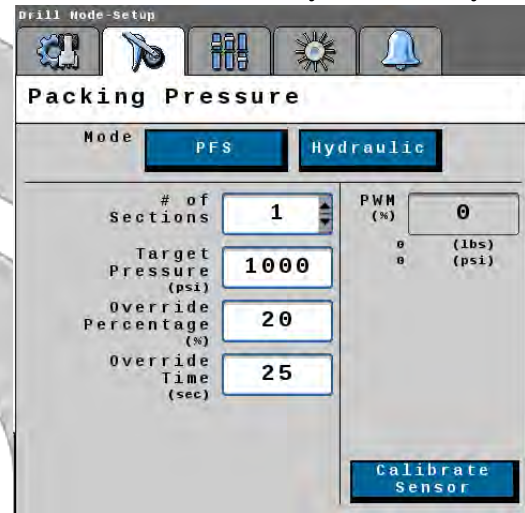 Drill Node-Setup
Packing Pressure
Mode
PFS
Hydraulic
# of
Sections
1
Target
Pressure
(psi)
1000
Override
Percentage
(%)
20
Override
Time
(sec)
25
PWM
(%)
0
0 (lbs)
0 (psi)
Calibrate
Sensor